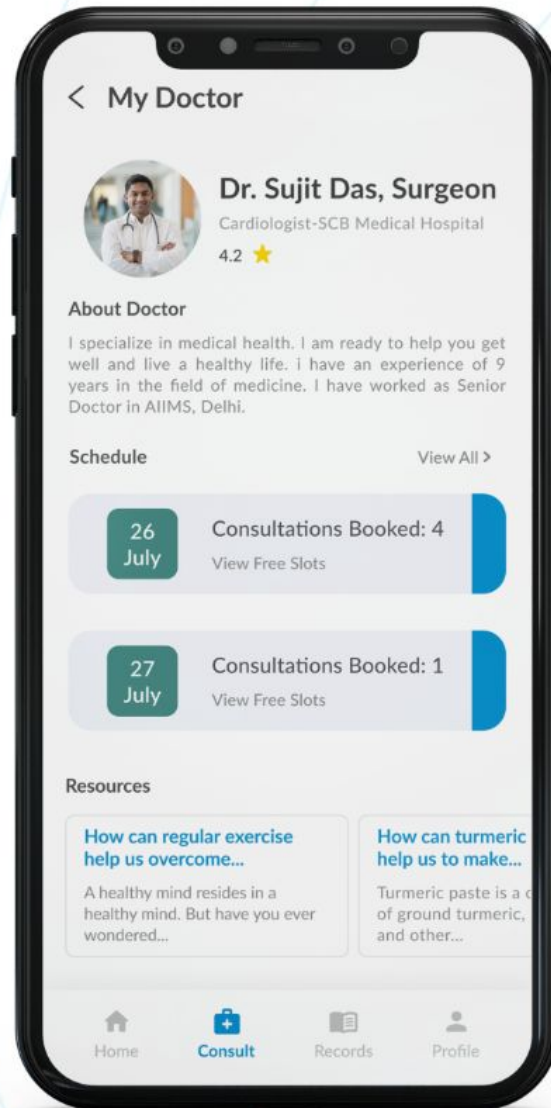 My Doctor
Dr. Sujit Das, Surgeon
Cardiologist-SCB Medical Hospital
4.2
About Doctor
I specialize in medical health. I am ready to help you get
well and live a healthy life. i have an experience of 9
years in the field of medicine. I have worked as Senior
Doctor in AIIMS, Delhi.
Schedule
View All >
26
July
Consultations Booked: 4
View Free Slots
27
July
Consultations Booked: 1
View Free Slots
Resources
How can regular exercise
help us overcome...
A healthy mind resides in a
healthy mind. But have you ever
wondered...
How can turmeric
help us to make...
Turmeric paste is a
of ground turmeric,
and other...
Home
Consult
Records
Profile